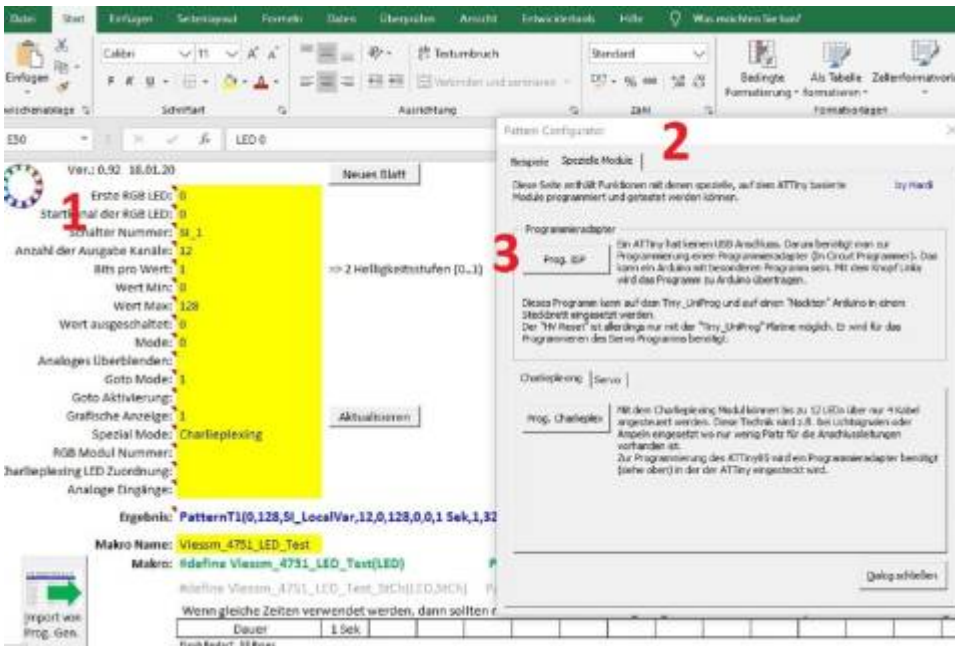 Datei Start Einfügen Seitenlayout Formeln Daten Überprüfen Ansicht Entwicklertools Hilfe Was möchten Sie tun?
Einfügen
Calibri 11
F K U
Textumbruch
Verbinden und zentrieren
Standard
Bedingte Formatierung
Als Tabelle formatieren
Zellenformatvorl
wischenablage
Schriftart
Ausrichtung
Zahl
Formatvorlagen
E30
LED 0
Ver.: 0.92 18.01.20
Neues Blatt
1
Erste RGB LED: 0
Startkanal der RGB LED: 0
Schalter Nummer: SI_1
Anzahl der Ausgabe Kanäle: 12
Bits pro Wert: 1
=> 2 Helligkeitsstufen (0..1)
Wert Min: 0
Wert Max: 128
Wert ausgeschaltet: 0
Mode: 0
Analoges Überblenden:
Goto Mode: 1
Goto Aktivierung:
Grafische Anzeige: 1
Aktualisieren
Spezial Mode: Charlieplexing
RGB Modul Nummer:
harlieplexing LED Zuordnung:
Analoge Eingänge:
Ergebnis: PatternT1(0,128,SI_LocalVar,12,0,128,0,0,1 Sek,1,32
Makro Name: Viessm_4751_LED_Test
Makro: #define Viessm_4751_LED_Test(LED)
#define Viessm_4751_LED_Test_StCh(LED,StCh)
Wenn gleiche Zeiten verwendet werden, dann sollten
Dauer 1 Sek
Import von
Prog. Gen.
Pattern Configurator
2
Beispiele Spezielle Module
Diese Seite enthält Funktionen mit denen spezielle, auf dem ATTiny basierte
Module programmiert und getestet werden können.
by Hardi
Programmieradapter
3
Prog. ISP
Ein ATTiny hat keinen USB Anschluss. Darum benötigt man zur
Programmierung einen Programmieradapter (In Circuit Programmer). Das
kann ein Arduino mit besonderen Programm sein. Mit dem Knopf Links
wird das Programm zu Arduino übertragen.
Dieses Programm kann auf dem Tiny_UniProg und auf einen "Nackten" Arduino in einem
Steckbrett eingesetzt werden.
Der "HV Reset" ist allerdings nur mit der "Tiny_UniProg" Platine möglich. Er wird für das
Programmieren des Servo Programms benötigt.
Charlieplexing Servo
Prog. Charlieplex
Mit dem Charlieplexing Modul können bis zu 12 LEDs über nur 4 Kabel
angesteuert werden. Diese Technik wird z.B. bei Lichtsignalen oder
Ampeln eingesetzt wo nur wenig Platz für die Anschlussleitungen
vorhanden ist.
Zur Programmierung des ATTiny85 wird ein Programmieradapter benötigt
(siehe oben) in der der ATTiny eingesteckt wird.
Dialog schließen